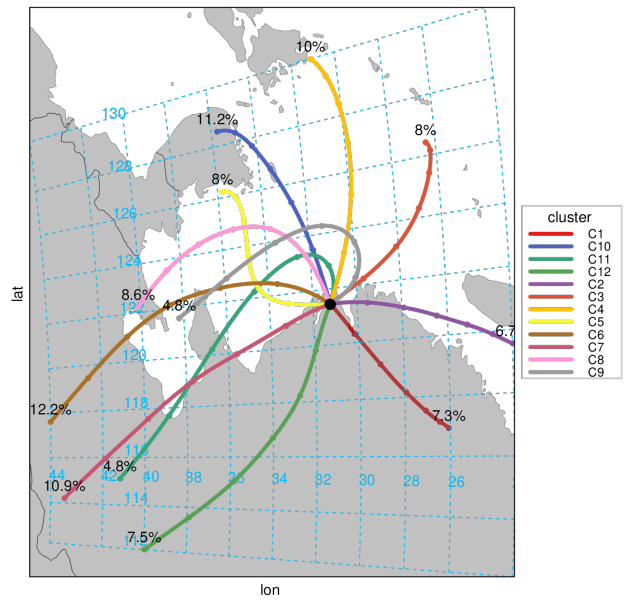 10%
130
11.2%
8%
128
8%
126
124
8.6%
4.8%
6.7
120
12.2%
118
7.3%
116
4.8%
44
42
40
38
36
34
32
30
28
26
10.9%
114
7.5%
lat
lon
cluster
C1
C10
C11
C12
C2
C3
C4
C5
C6
C7
C8
C9